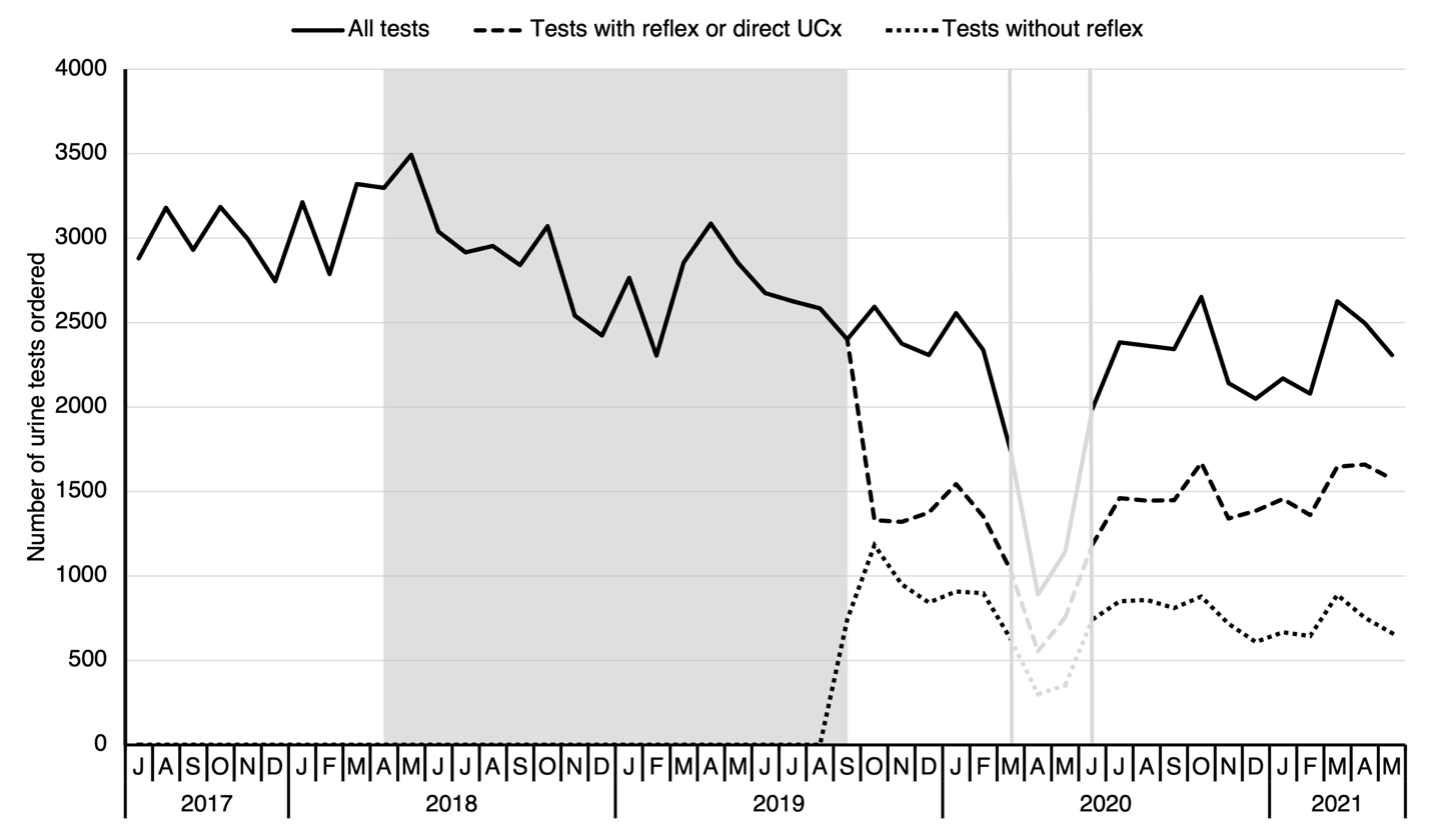 All tests Tests with reflex or direct UCx Tests without reflex
Number of urine tests ordered
4000
3500
3000
2500
2000
1500
1000
500
0
J A S O N D J F M A M J J A S O N D J F M A M J J A S O N D J F M A M J J A S O N D J F M A M
2017 2018 2019 2020 2021